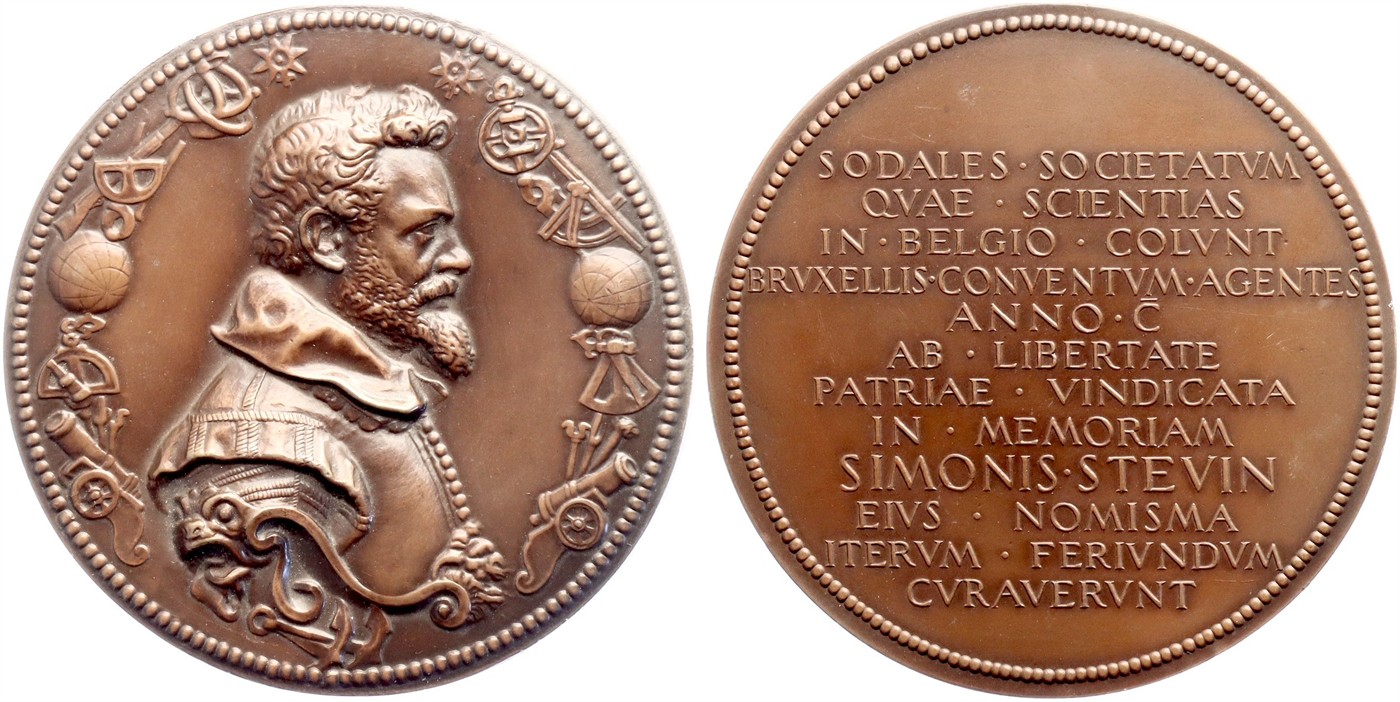 SODALES · SOCIETATVM
QVAE · SCIENTIAS
IN · BELGIO · COLVNT
BRVXELLIS · CONVENTVM · AGENTES
ANNO · C̄
AB · LIBERTATE
PATRIAE · VINDICATA
IN · MEMORIAM
SIMONIS · STEVIN
EIVS · NOMISMA
ITERVM · FERIVNDVM
CVRAVERVNT